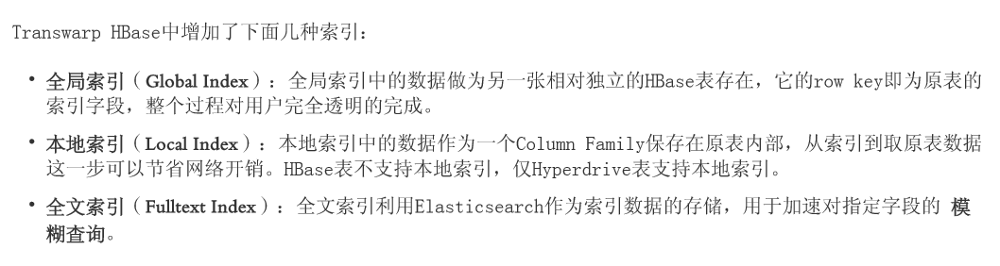 Transwarp HBase中增加了下面几种索引：
• 全局索引（Global Index）：全局索引中的数据做为另一张相对独立的HBase表存在，它的row key即为原表的
索引字段，整个过程对用户完全透明的完成。
• 本地索引（Local Index）：本地索引中的数据作为一个Column Family保存在原表内部，从索引到取原表数据
这一步可以节省网络开销。HBase表不支持本地索引，仅Hyperdrive表支持本地索引。
• 全文索引（Fulltext Index）：全文索引利用Elasticsearch作为索引数据的存储，用于加速对指定字段的 模
糊查询。